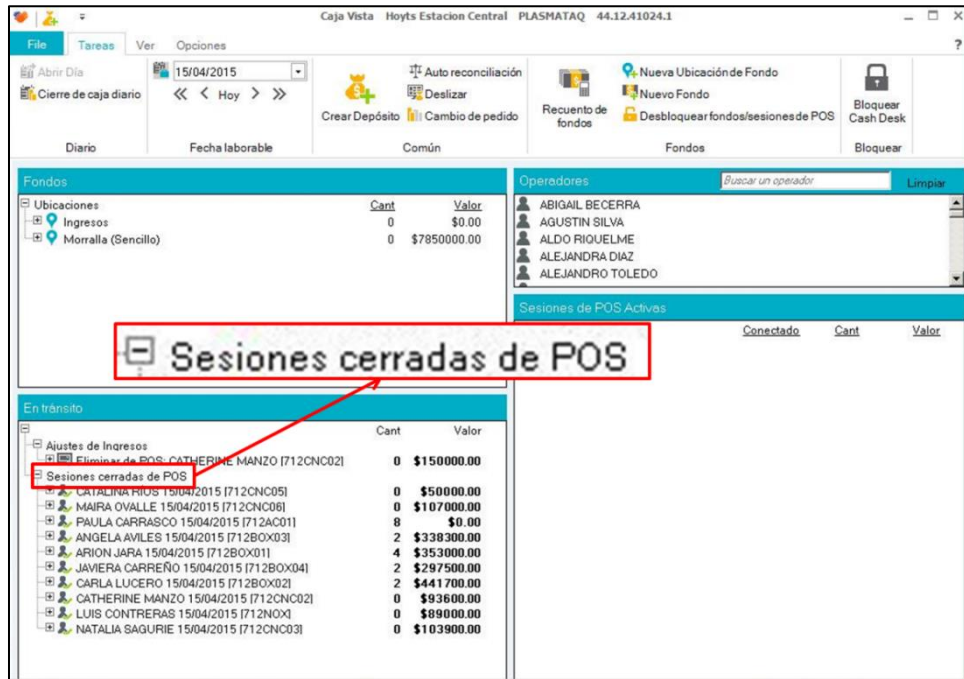 Caja Vista Hoyts Estacion Central PLASMATAQ 44.12.41024.1
File Tareas Ver Opciones ?
Abrir Día
Cierre de caja diario
Diario
15/04/2015
Hoy
Fecha laborable
Crear Depósito
Auto reconciliación
Deslizar
Cambio de pedido
Común
Recuento de
fondos
Nueva Ubicación de Fondo
Nuevo Fondo
Desbloquear fondos/sesiones de POS
Fondos
Bloquear
Cash Desk
Bloquear
Fondos
Ubicaciones Cant Valor
Ingresos 0 $0.00
Morralla (Sencillo) 0 $7850000.00
Operadores Buscar un operador Limpiar
ABIGAIL BECERRA
AGUSTIN SILVA
ALDO RIQUELME
ALEJANDRA DIAZ
ALEJANDRO TOLEDO
Sesiones de POS Activas
Conectado Cant Valor
Sesiones cerradas de POS
En tránsito
Cant Valor
Ajustes de Ingresos
Eliminar de POS: CATHERINE MANZO [712CNC02] 0 $150000.00
Sesiones cerradas de POS
CATALINA RIOS 15/04/2015 [712CNC05] 0 $50000.00
MAIRA OVALLE 15/04/2015 [712CNC06] 0 $107000.00
PAULA CARRASCO 15/04/2015 [712AC01] 8 $0.00
ANGELA AVILES 15/04/2015 [712BOX03] 2 $338300.00
ARION JARA 15/04/2015 [712BOX01] 4 $353000.00
JAVIERA CARREÑO 15/04/2015 [712BOX04] 2 $297500.00
CARLA LUCERO 15/04/2015 [712BOX02] 2 $441700.00
CATHERINE MANZO 15/04/2015 [712CNC02] 0 $93600.00
LUIS CONTRERAS 15/04/2015 [712NOX] 0 $89000.00
NATALIA SAGURIE 15/04/2015 [712CNC03] 0 $103900.00